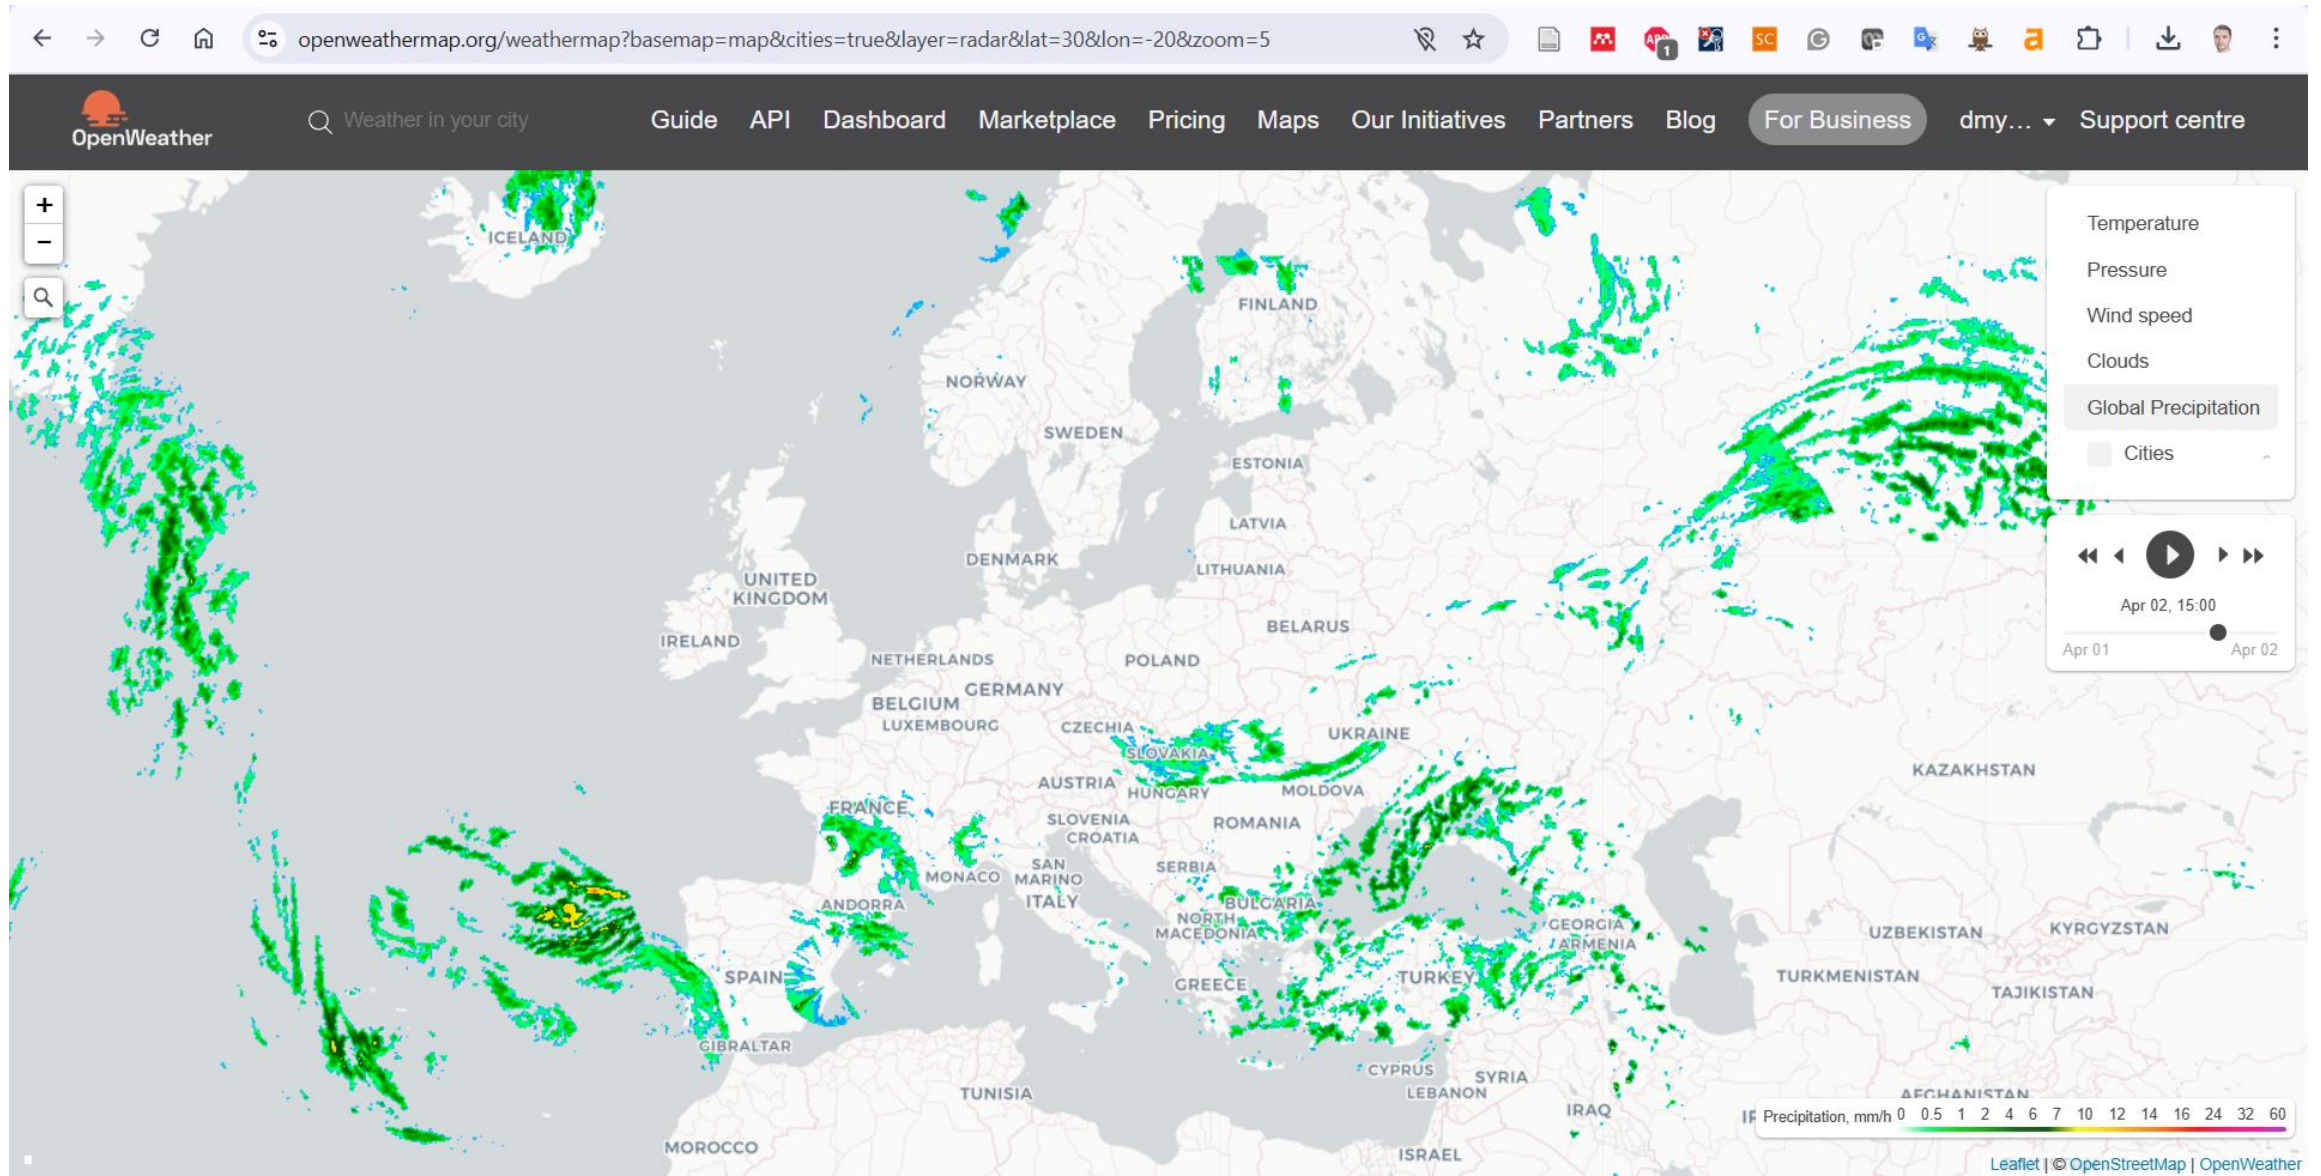 openweathermap.org/weathermap?basemap=map&cities=true&layer=radar&lat=30&lon=-20&zoom=5
1
SC
G
a
OpenWeather
Weather in your city
Guide API Dashboard Marketplace Pricing Maps Our Initiatives Partners Blog For Business dmy... Support centre
+
−
Temperature
Pressure
Wind speed
Clouds
Global Precipitation
Cities
Apr 02, 15:00
Apr 01 Apr 02
ICELAND
FINLAND
NORWAY
SWEDEN
ESTONIA
LATVIA
DENMARK
LITHUANIA
UNITED
KINGDOM
BELARUS
IRELAND
NETHERLANDS
POLAND
GERMANY
BELGIUM
LUXEMBOURG
CZECHIA
UKRAINE
SLOVAKIA
KAZAKHSTAN
AUSTRIA
HUNGARY
MOLDOVA
FRANCE
SLOVENIA
CROATIA
ROMANIA
SAN
MARINO
SERBIA
MONACO
ITALY
ANDORRA
BULGARIA
NORTH
MACEDONIA
GEORGIA
ARMENIA
UZBEKISTAN
KYRGYZSTAN
SPAIN
GREECE
TURKEY
TURKMENISTAN
TAJIKISTAN
GIBRALTAR
CYPRUS
SYRIA
LEBANON
TUNISIA
AFGHANISTAN
IRAQ
MOROCCO
ISRAEL
Precipitation, mm/h 0 0.5 1 2 4 6 7 10 12 14 16 24 32 60
Leaflet | © OpenStreetMap | OpenWeather